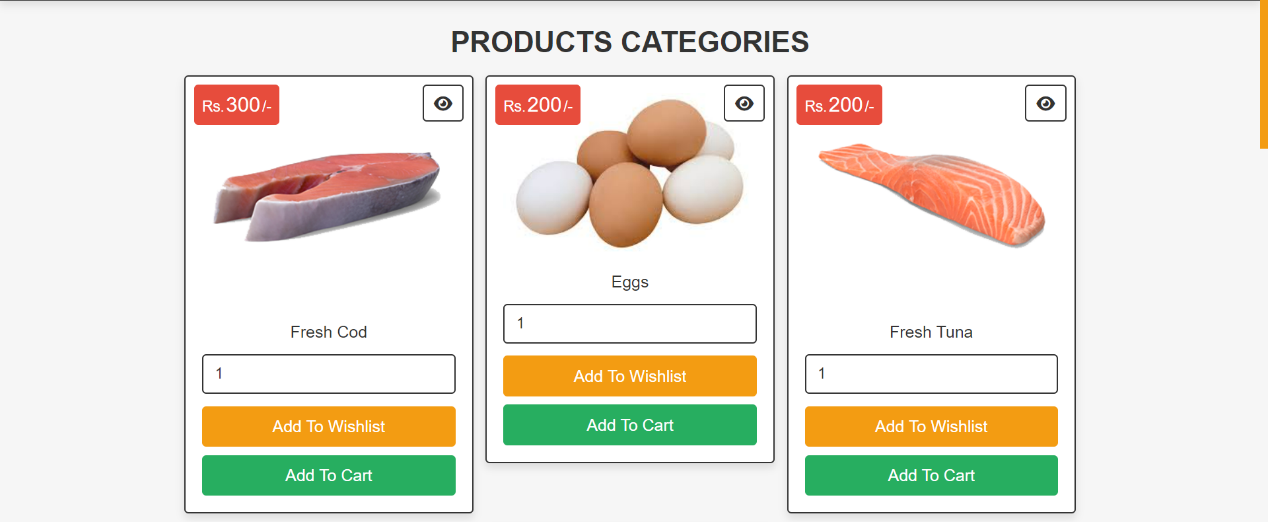 PRODUCTS CATEGORIES
Rs.300/-
Fresh Cod
1
Add To Wishlist
Add To Cart
Rs.200/-
Eggs
1
Add To Wishlist
Add To Cart
Rs.200/-
Fresh Tuna
1
Add To Wishlist
Add To Cart